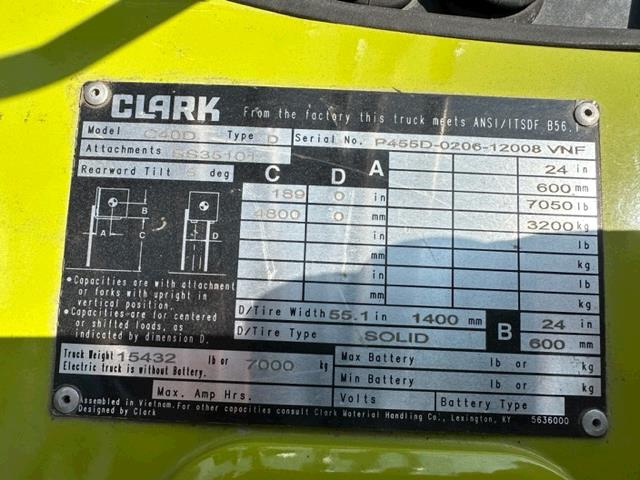 CLARK From the factory this truck meets ANSI/ITSDF B56.1
Model C40D Type D Serial No. P455D-0206-12008 VNF
Attachments SS3510T
Rearward Tilt 5 deg
C D A 24 in
600 mm
189 0 in 7050 lb
4800 0 mm 3200 kg
in lb
mm kg
in lb
mm kg
B
A C D
• Capacities are with attachment
or forks with upright in
vertical position.
• Capacities are for centered
or shifted loads, as
indicated by dimension D.
D/Tire Width 55.1 in 1400 mm B 24 in
D/Tire Type SOLID 600 mm
Truck Weight 15432 lb or 7000 kg
Electric truck is without Battery.
Max Battery lb or kg
Min Battery lb or kg
Max. Amp Hrs. Volts Battery Type
Assembled in Vietnam. For other capacities consult Clark Material Handling Co., Lexington, KY 5636000
Designed by Clark